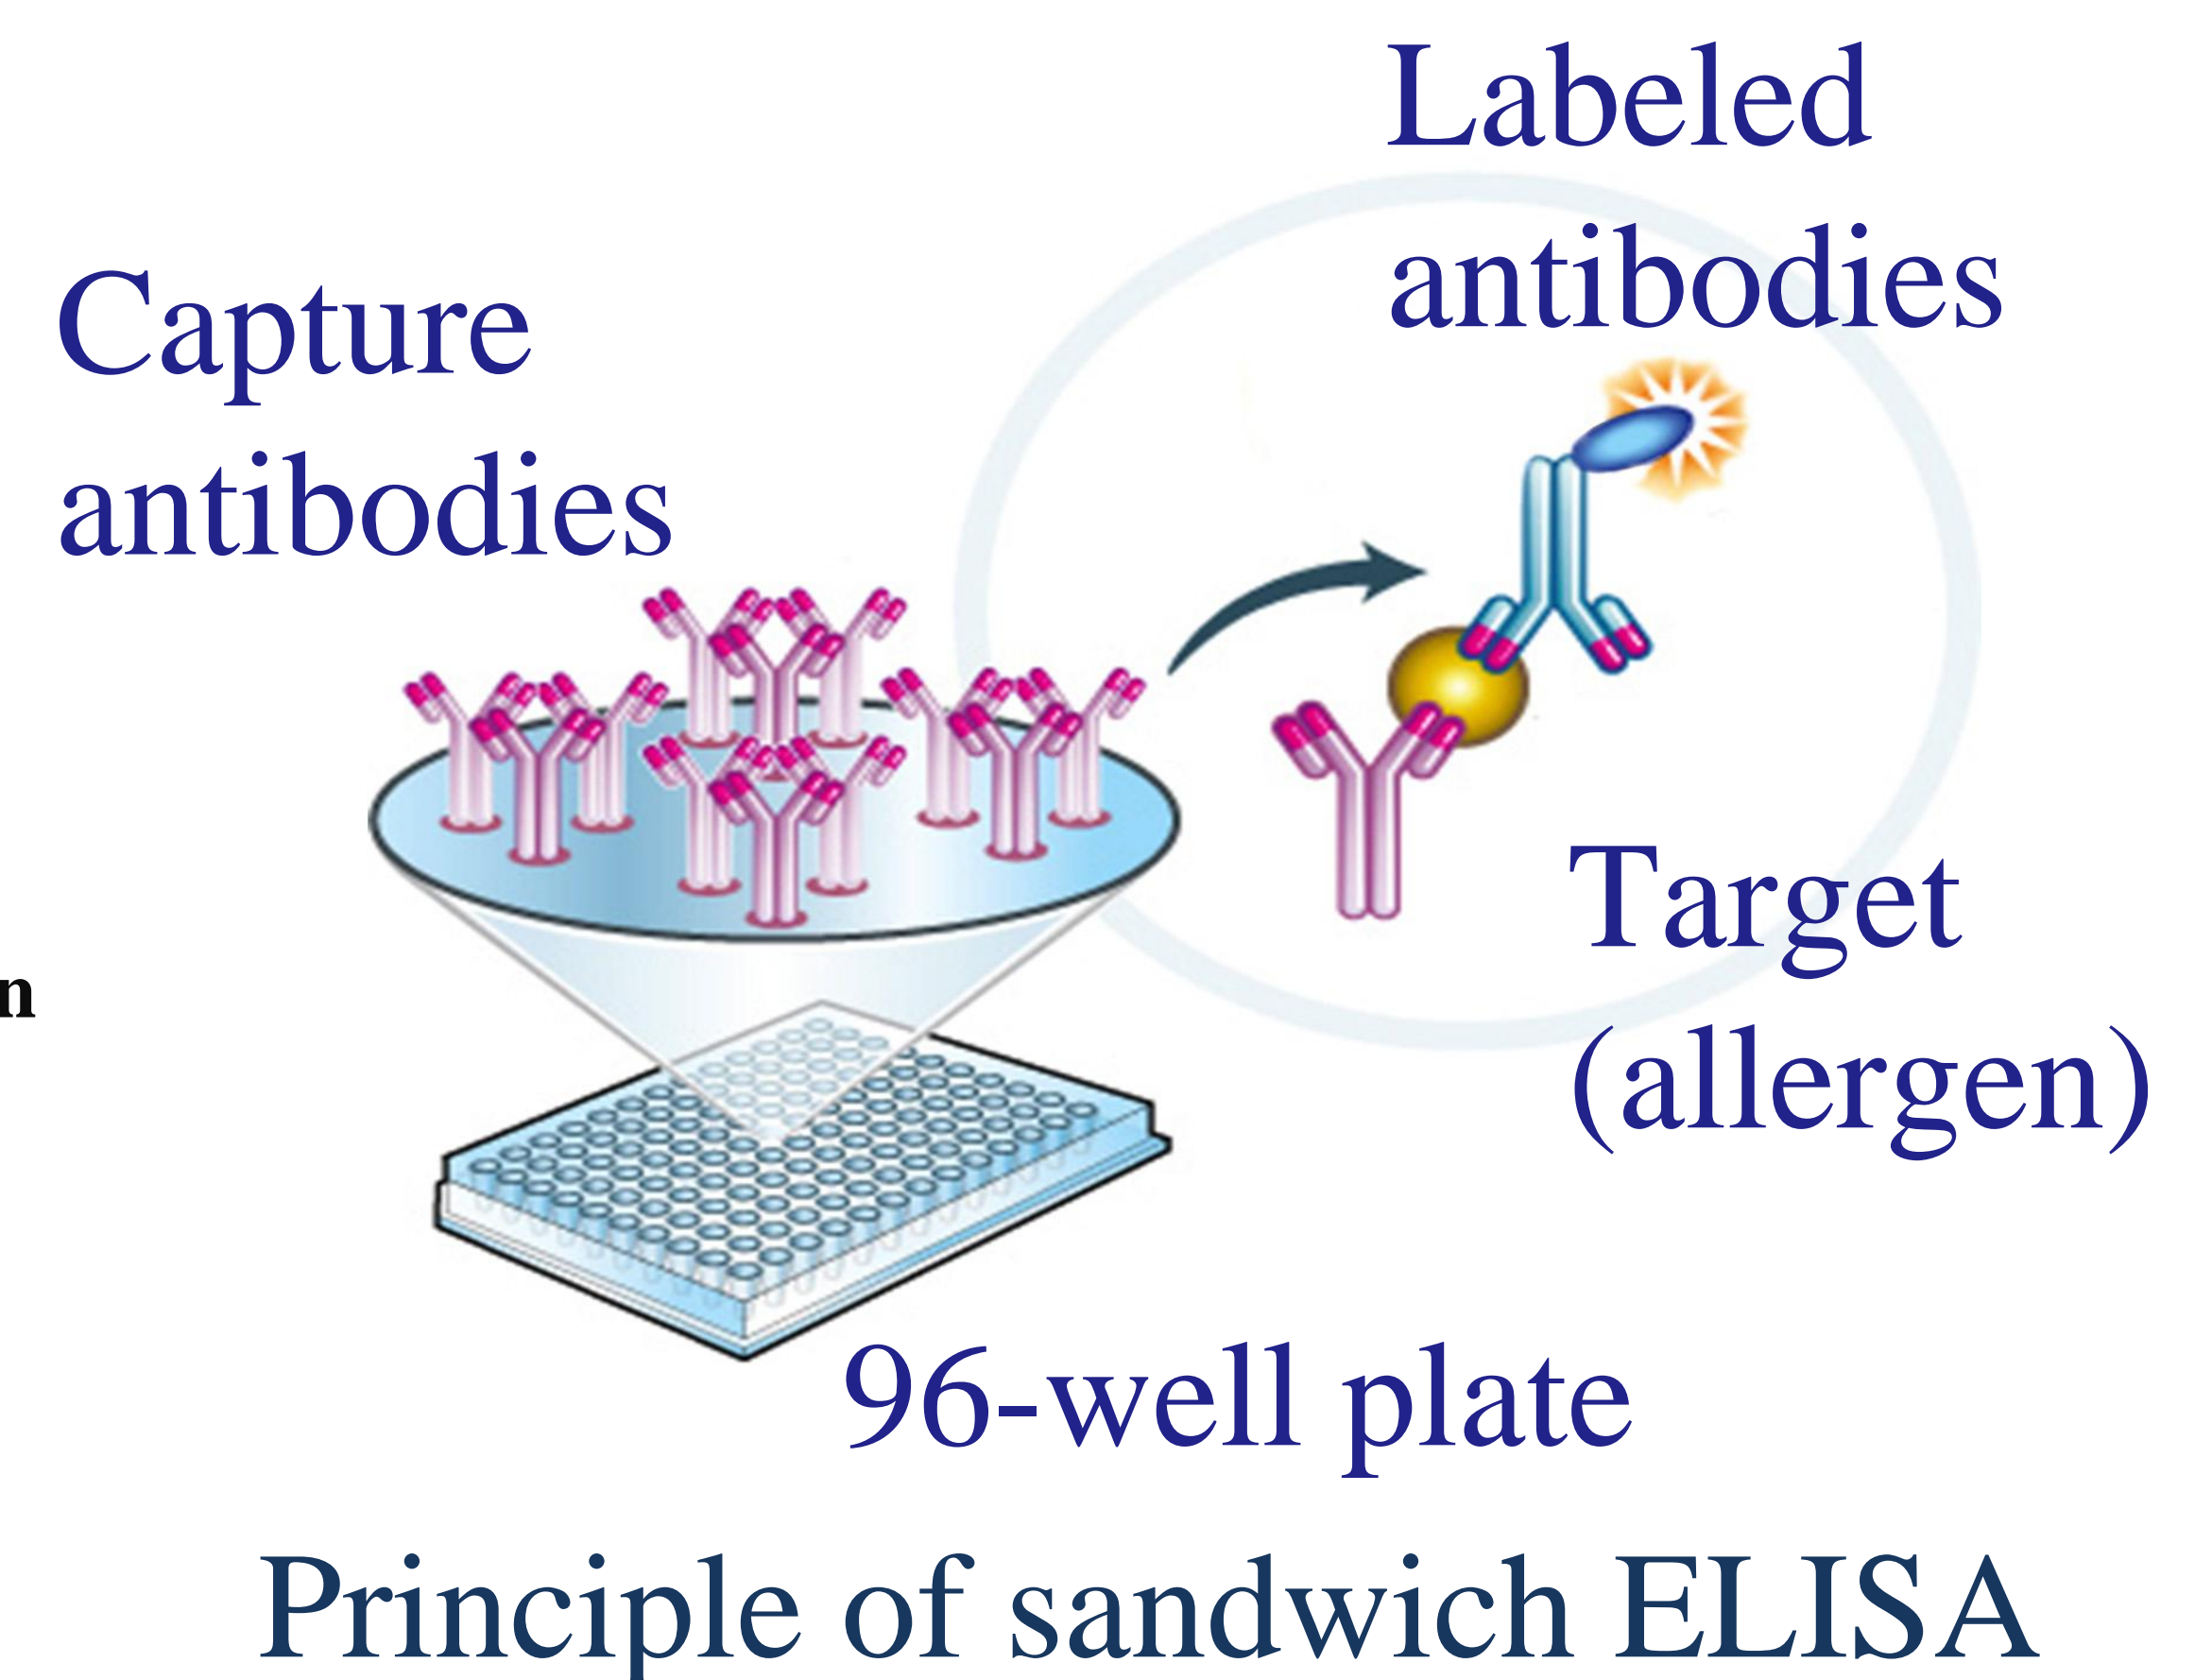 Labeled
antibodies
Capture
antibodies
Target
(allergen)
n
96-well plate
Principle of sandwich ELISA